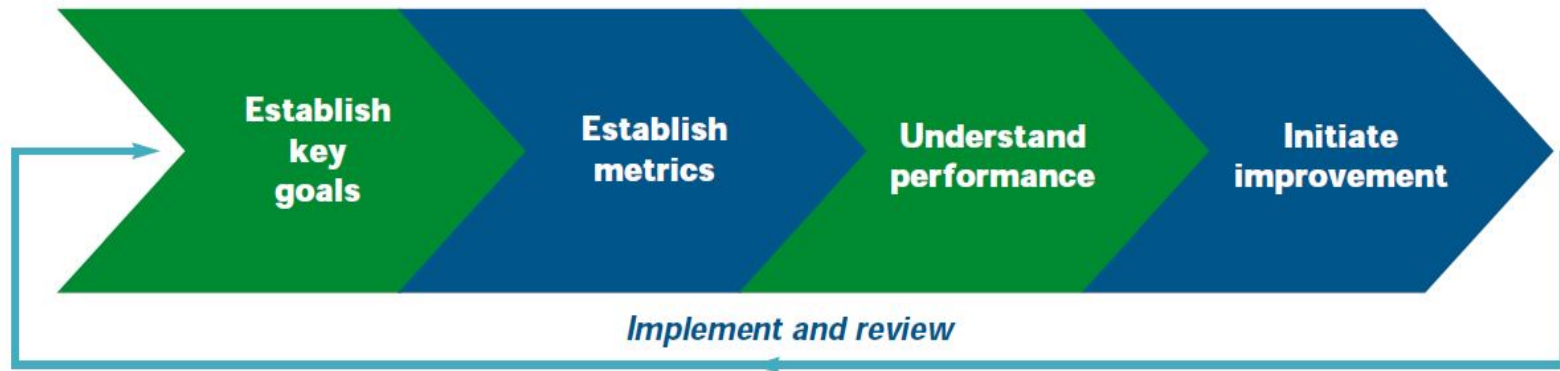 Establish
key
goals
Establish
metrics
Understand
performance
Initiate
improvement
Implement and review